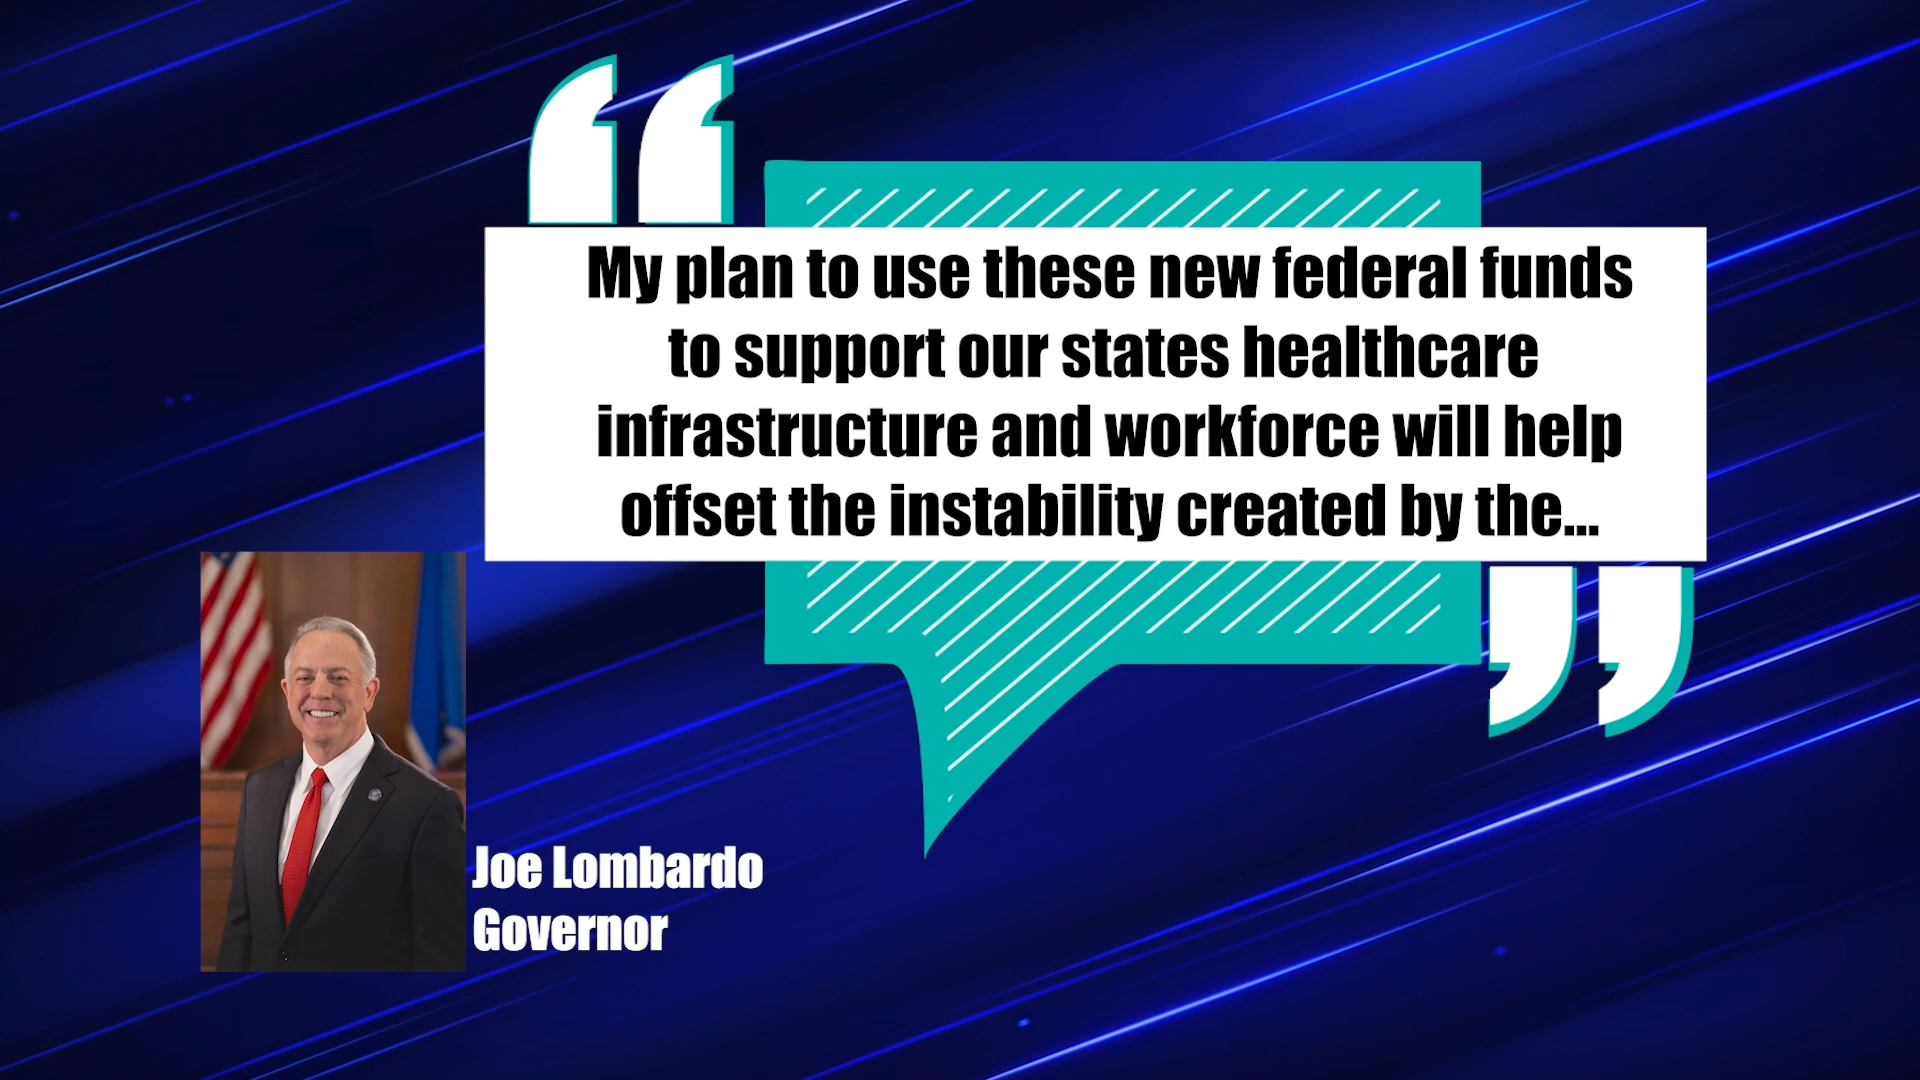 My plan to use these new federal funds
to support our states healthcare
infrastructure and workforce will help
offset the instability created by the...
Joe Lombardo
Governor